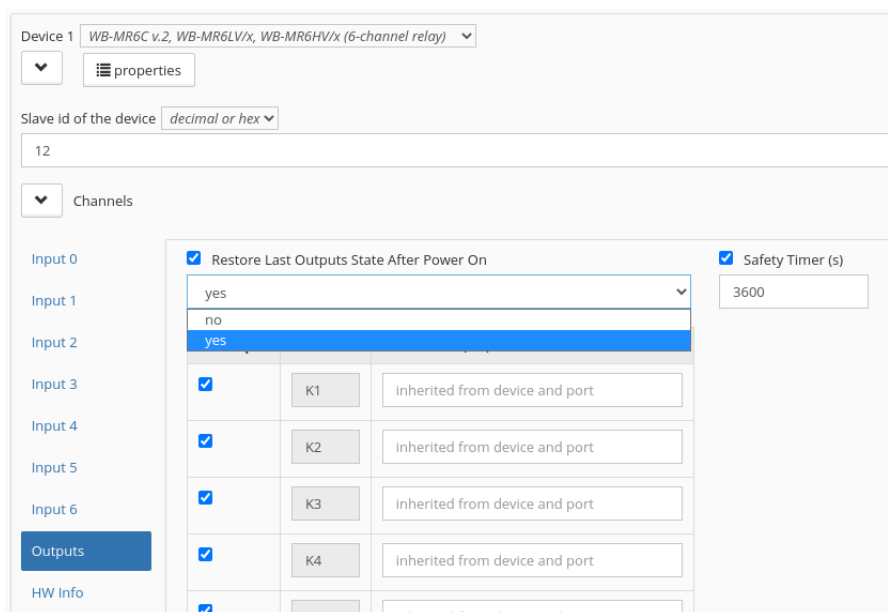 Device 1 WB-MR6C v.2, WB-MR6LV/x, WB-MR6HV/x (6-channel relay)
properties
Slave id of the device decimal or hex
12
Channels
Input 0
Input 1
Input 2
Input 3
Input 4
Input 5
Input 6
Outputs
HW Info
Restore Last Outputs State After Power On
yes
no
yes
Safety Timer (s)
3600
K1 inherited from device and port
K2 inherited from device and port
K3 inherited from device and port
K4 inherited from device and port